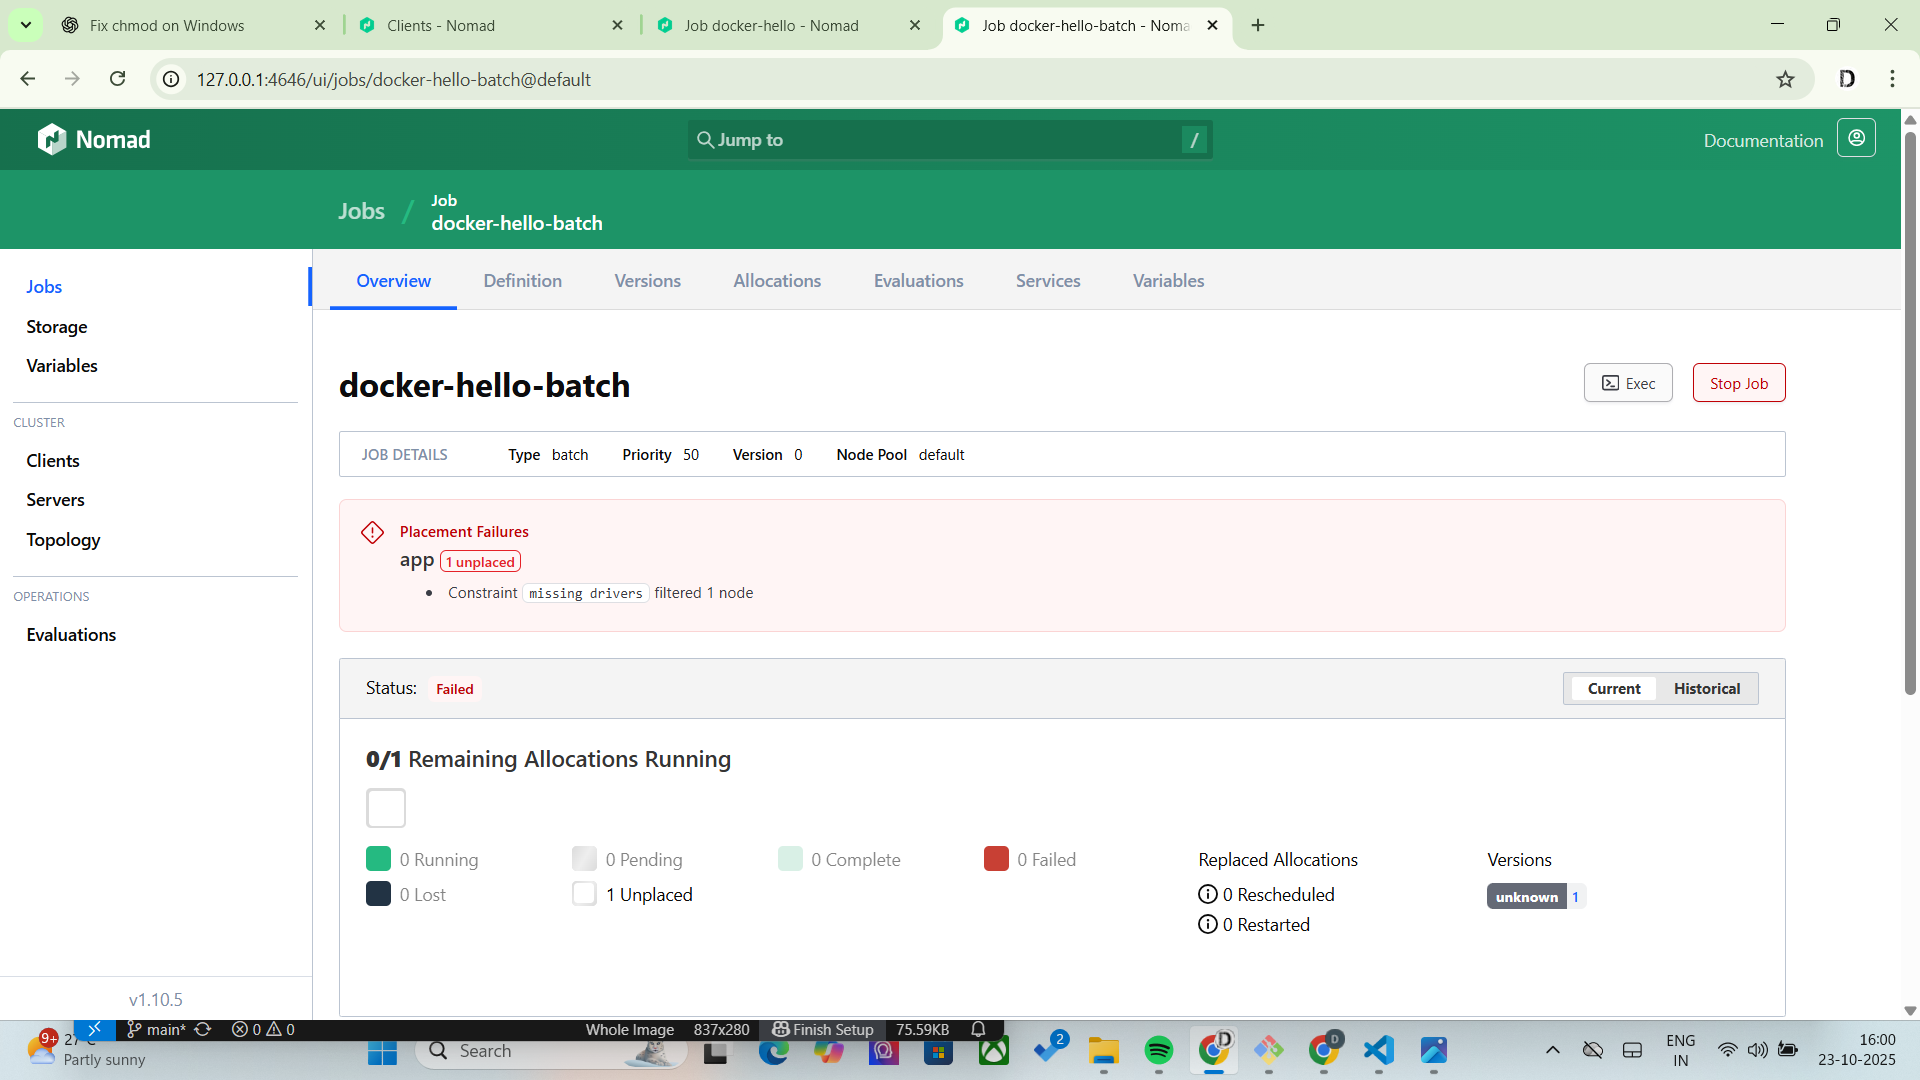 Fix chmod on Windows
Clients - Nomad
Job docker-hello - Nomad
Job docker-hello-batch - Noma
127.0.0.1:4646/ui/jobs/docker-hello-batch@default
D
Nomad
Jump to
/
Documentation
Jobs
/
Job
docker-hello-batch
Jobs
Storage
Variables
CLUSTER
Clients
Servers
Topology
OPERATIONS
Evaluations
v1.10.5
Overview
Definition
Versions
Allocations
Evaluations
Services
Variables
docker-hello-batch
Exec
Stop Job
JOB DETAILS
Type batch
Priority 50
Version 0
Node Pool default
Placement Failures
app 1 unplaced
Constraint missing drivers filtered 1 node
Status: Failed
Current
Historical
0/1 Remaining Allocations Running
0 Running
0 Pending
0 Complete
0 Failed
0 Lost
1 Unplaced
Replaced Allocations
0 Rescheduled
0 Restarted
Versions
unknown 1
main*
0
0
Whole Image
837x280
Finish Setup
75.59KB
9+
Partly sunny
Search
2
D
D
ENG
IN
16:00
23-10-2025